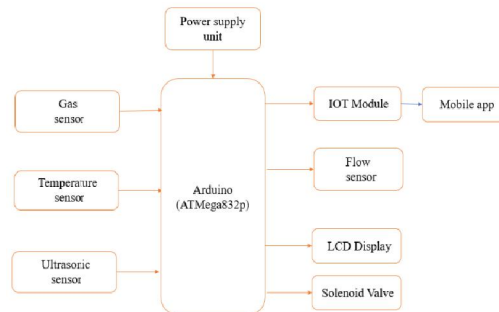 Power supply
unit
Gas
sensor
IOT Module
Mobile app
Flow
sensor
Temperature
sensor
Arduino
(ATMega832p)
LCD Display
Ultrasonic
sensor
Solenoid Valve